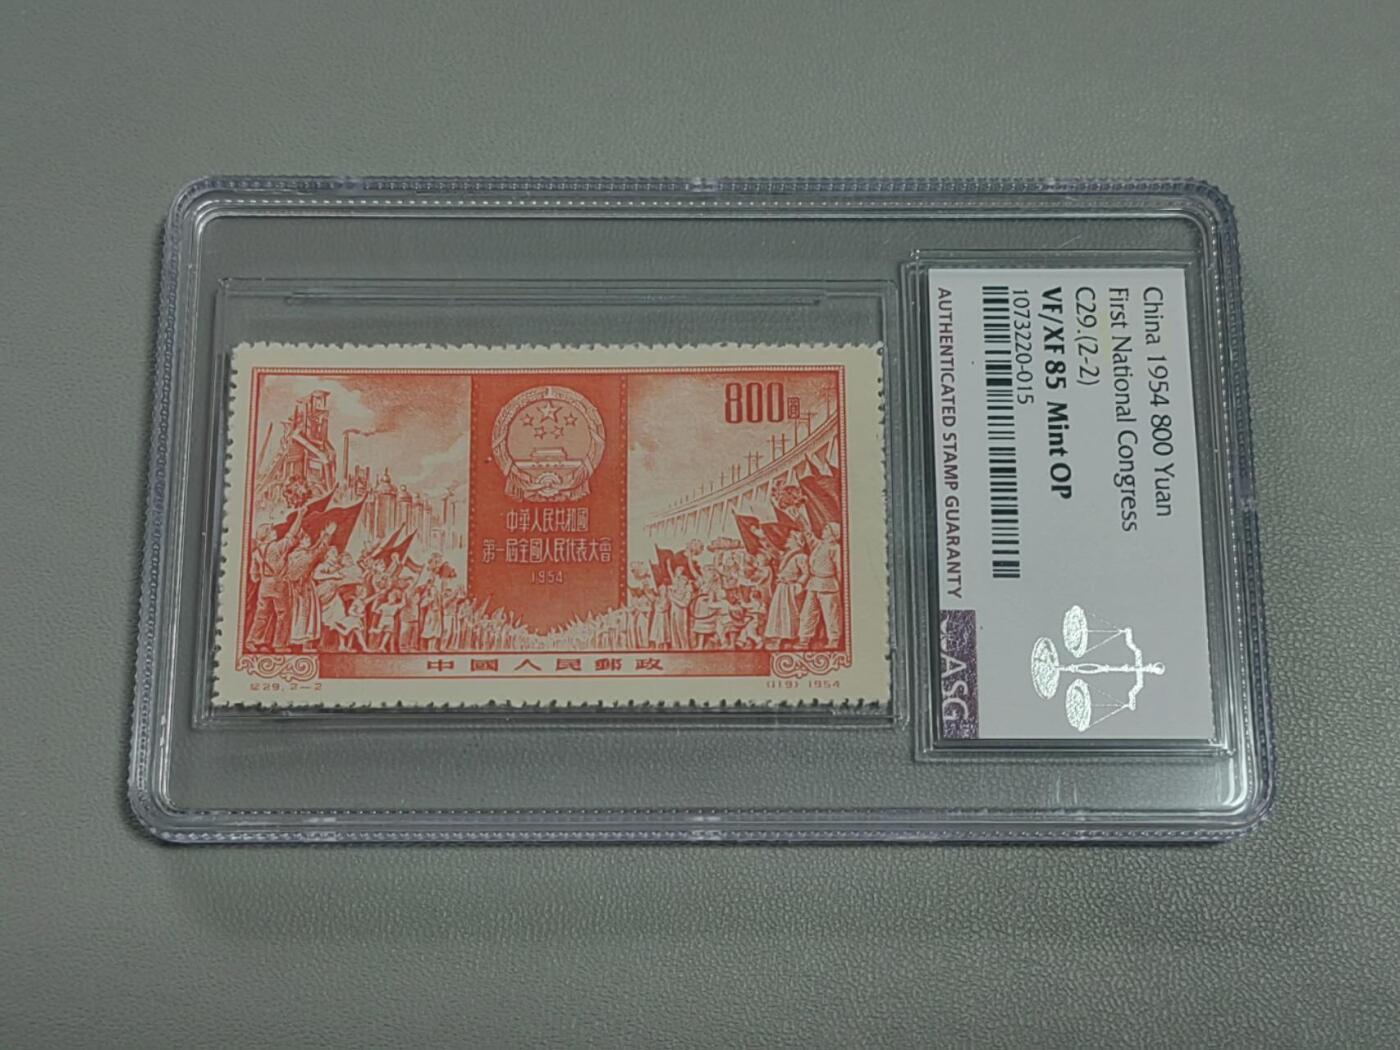 800圓
中華人民共和國
第一屆全國人民代表大會
1954
中國人民郵政
紀29.2-2
(119) 1954
China 1954 800 Yuan
First National Congress
C29.(2-2)
VF/XF 85 Mint OP
1073220-015
AUTHENTICATED STAMP GUARANTY
ASG